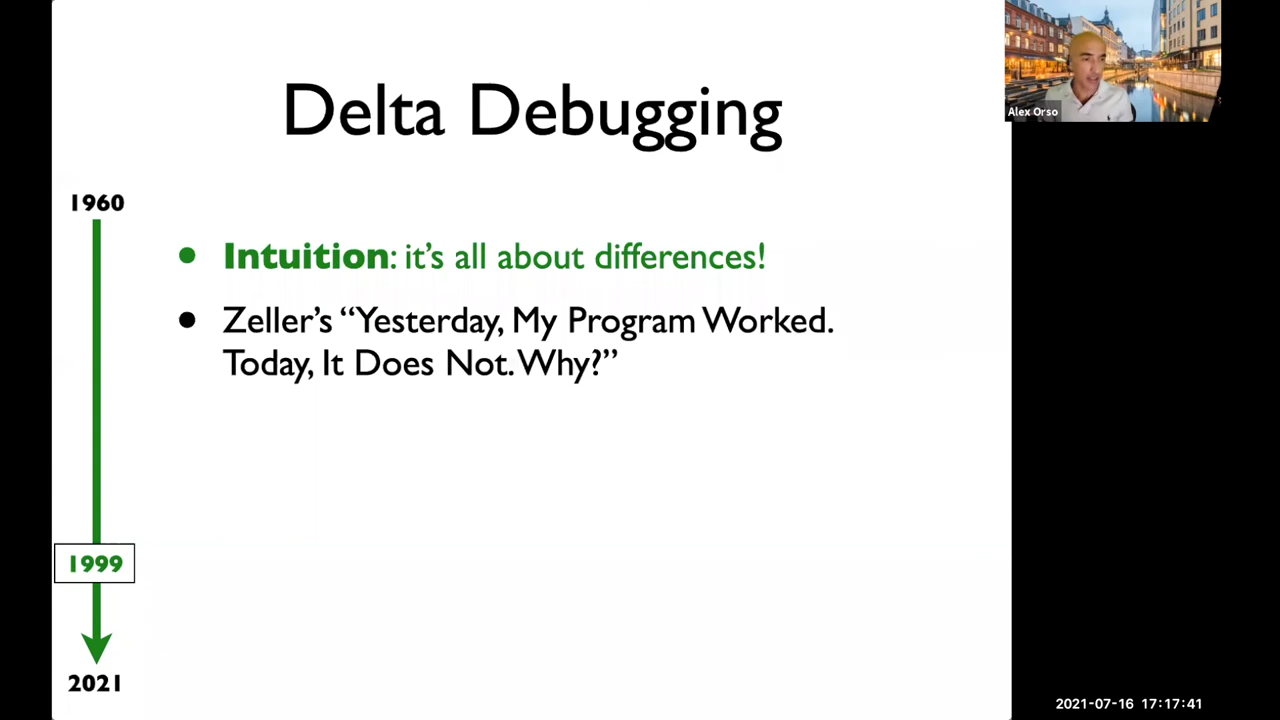 Delta Debugging
Alex Orso
1960
• Intuition: it's all about differences!
• Zeller's “Yesterday, My Program Worked.
Today, It Does Not. Why?”
1999
2021
2021-07-16 17:17:41